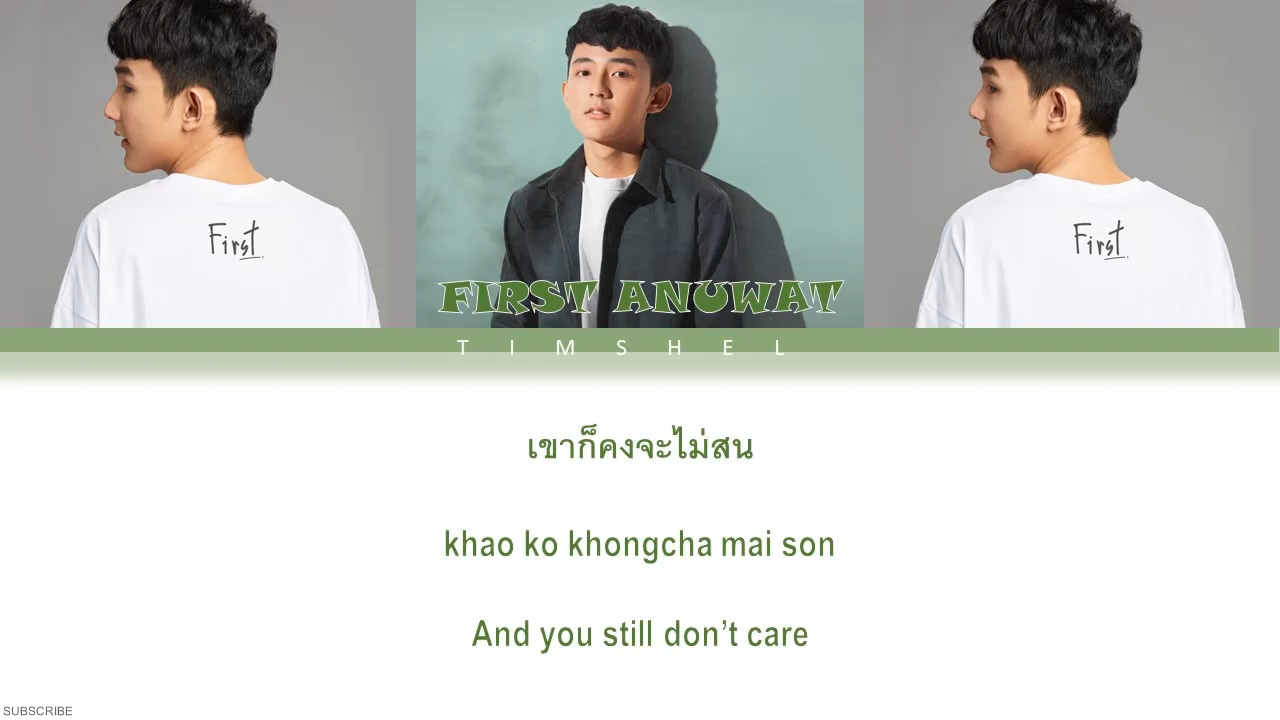 First.
First.
FIRST ANUWAT
TIMSHEL
เขาก็คงจะไม่สน
khao ko khongcha mai son
And you still don’t care
SUBSCRIBE